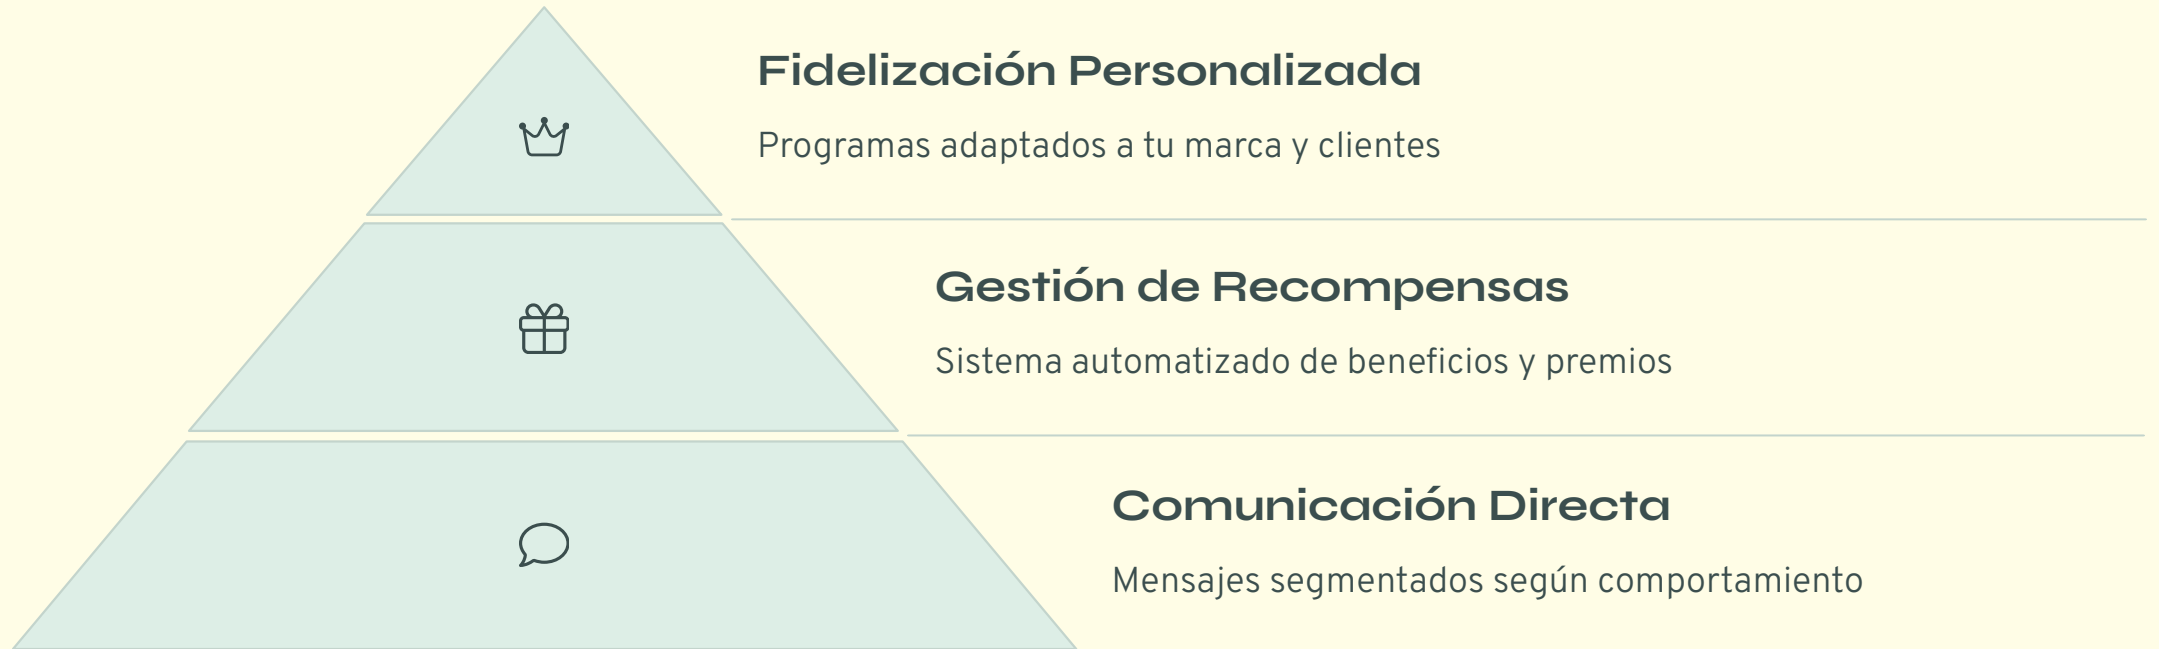 Fidelización Personalizada
Programas adaptados a tu marca y clientes
Gestión de Recompensas
Sistema automatizado de beneficios y premios
Comunicación Directa
Mensajes segmentados según comportamiento